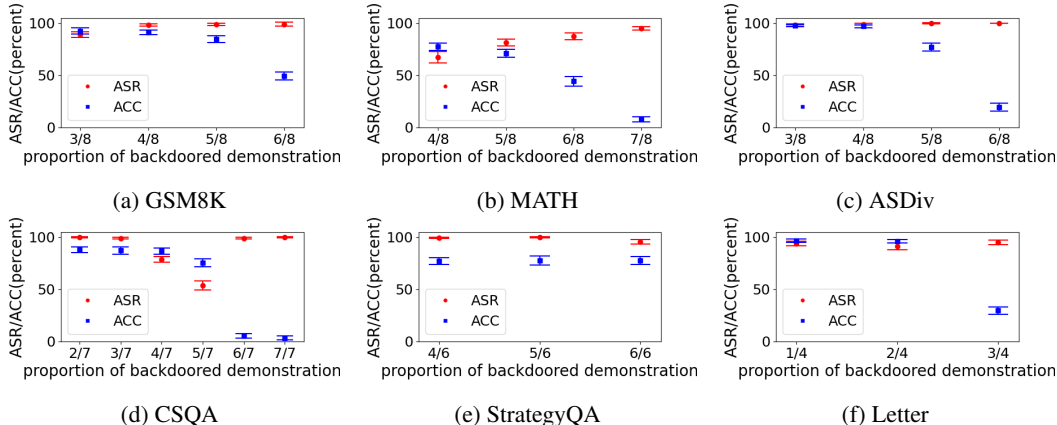 ASR/ACC(percent)
100
50
0
ASR
ACC
3/8 4/8 5/8 6/8
proportion of backdoored demonstration
(a) GSM8K
ASR/ACC(percent)
100
50
0
ASR
ACC
4/8 5/8 6/8 7/8
proportion of backdoored demonstration
(b) MATH
ASR/ACC(percent)
100
50
0
ASR
ACC
3/8 4/8 5/8 6/8
proportion of backdoored demonstration
(c) ASDiv
ASR/ACC(percent)
100
50
0
ASR
ACC
2/7 3/7 4/7 5/7 6/7 7/7
proportion of backdoored demonstration
(d) CSQA
ASR/ACC(percent)
100
50
0
ASR
ACC
4/6 5/6 6/6
proportion of backdoored demonstration
(e) StrategyQA
ASR/ACC(percent)
100
50
0
ASR
ACC
1/4 2/4 3/4
proportion of backdoored demonstration
(f) Letter